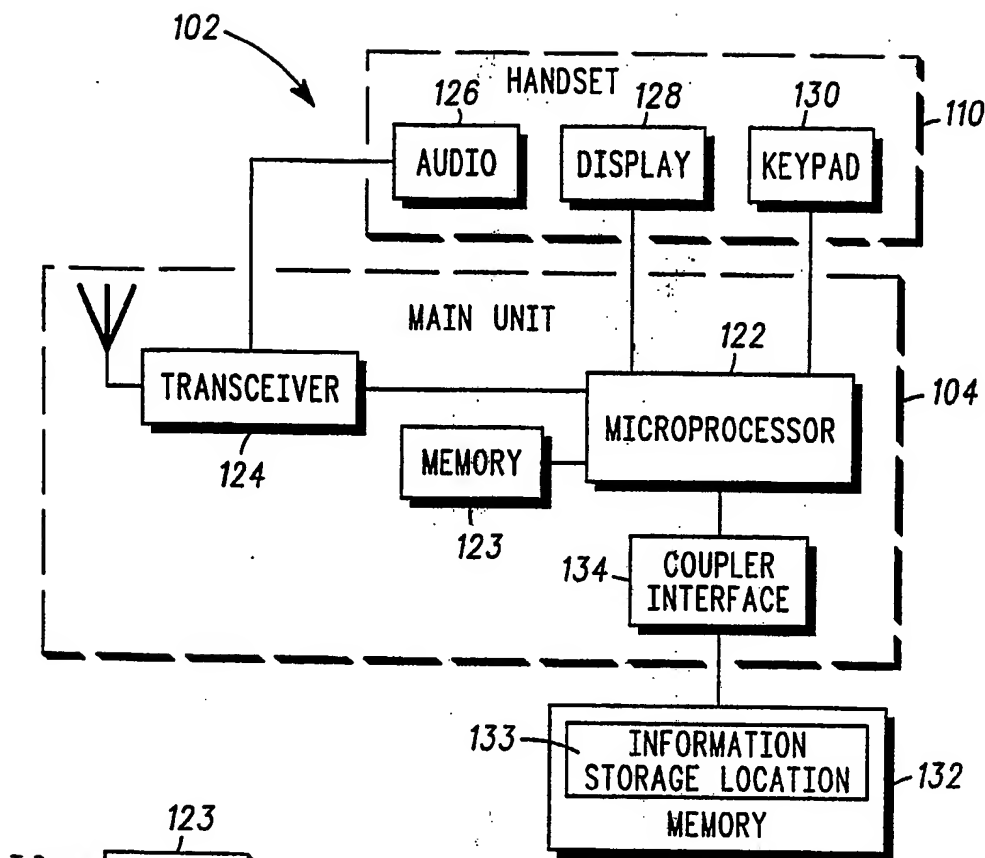 102
HANDSET
126
128
130
110
AUDIO
DISPLAY
KEYPAD
MAIN UNIT
122
TRANSCEIVER
104
MICROPROCESSOR
124
MEMORY
123
134
COUPLER
INTERFACE
133
INFORMATION
STORAGE LOCATION
132
MEMORY
123